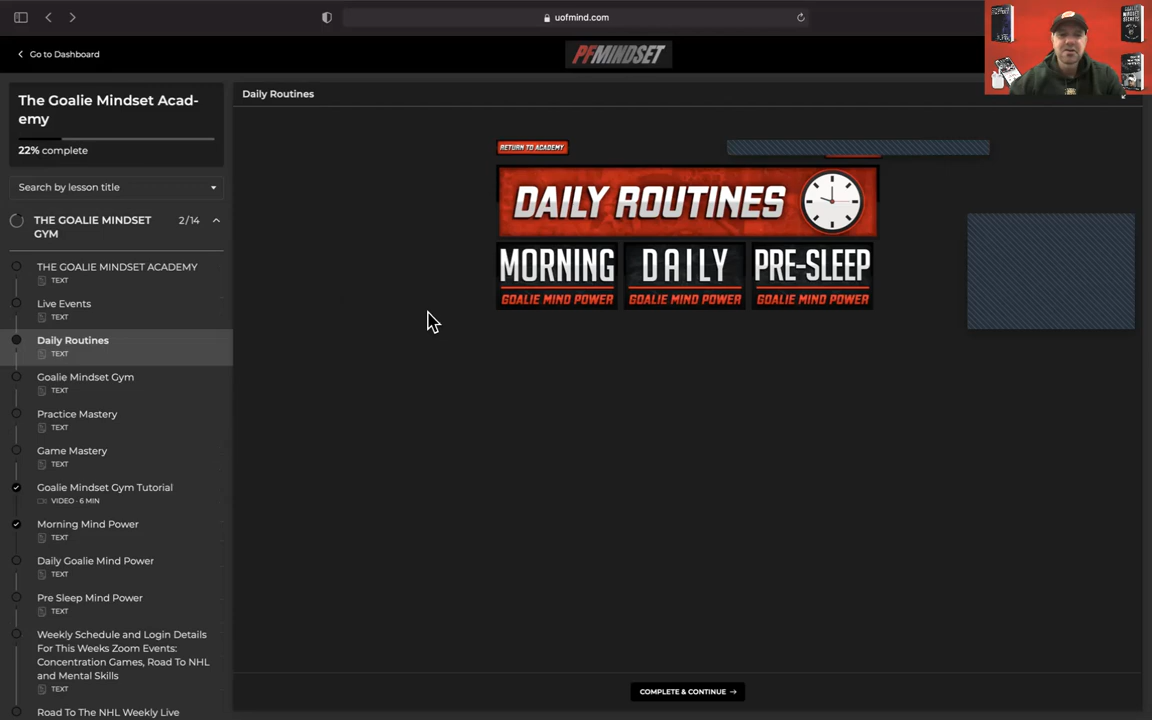 uofmind.com
Go to Dashboard
PFMINDSET
The Goalie Mindset Acad-
emy
22% complete
Search by lesson title
THE GOALIE MINDSET
GYM
2/14
THE GOALIE MINDSET ACADEMY
TEXT
Live Events
TEXT
Daily Routines
TEXT
Goalie Mindset Gym
TEXT
Practice Mastery
TEXT
Game Mastery
TEXT
Goalie Mindset Gym Tutorial
VIDEO · 6 MIN
Morning Mind Power
TEXT
Daily Goalie Mind Power
TEXT
Pre Sleep Mind Power
TEXT
Weekly Schedule and Login Details
For This Weeks Zoom Events:
Concentration Games, Road To NHL
and Mental Skills
TEXT
Road To The NHL Weekly Live
Daily Routines
RETURN TO ACADEMY
DAILY ROUTINES
MORNING
GOALIE MIND POWER
DAILY
GOALIE MIND POWER
PRE-SLEEP
GOALIE MIND POWER
COMPLETE & CONTINUE →